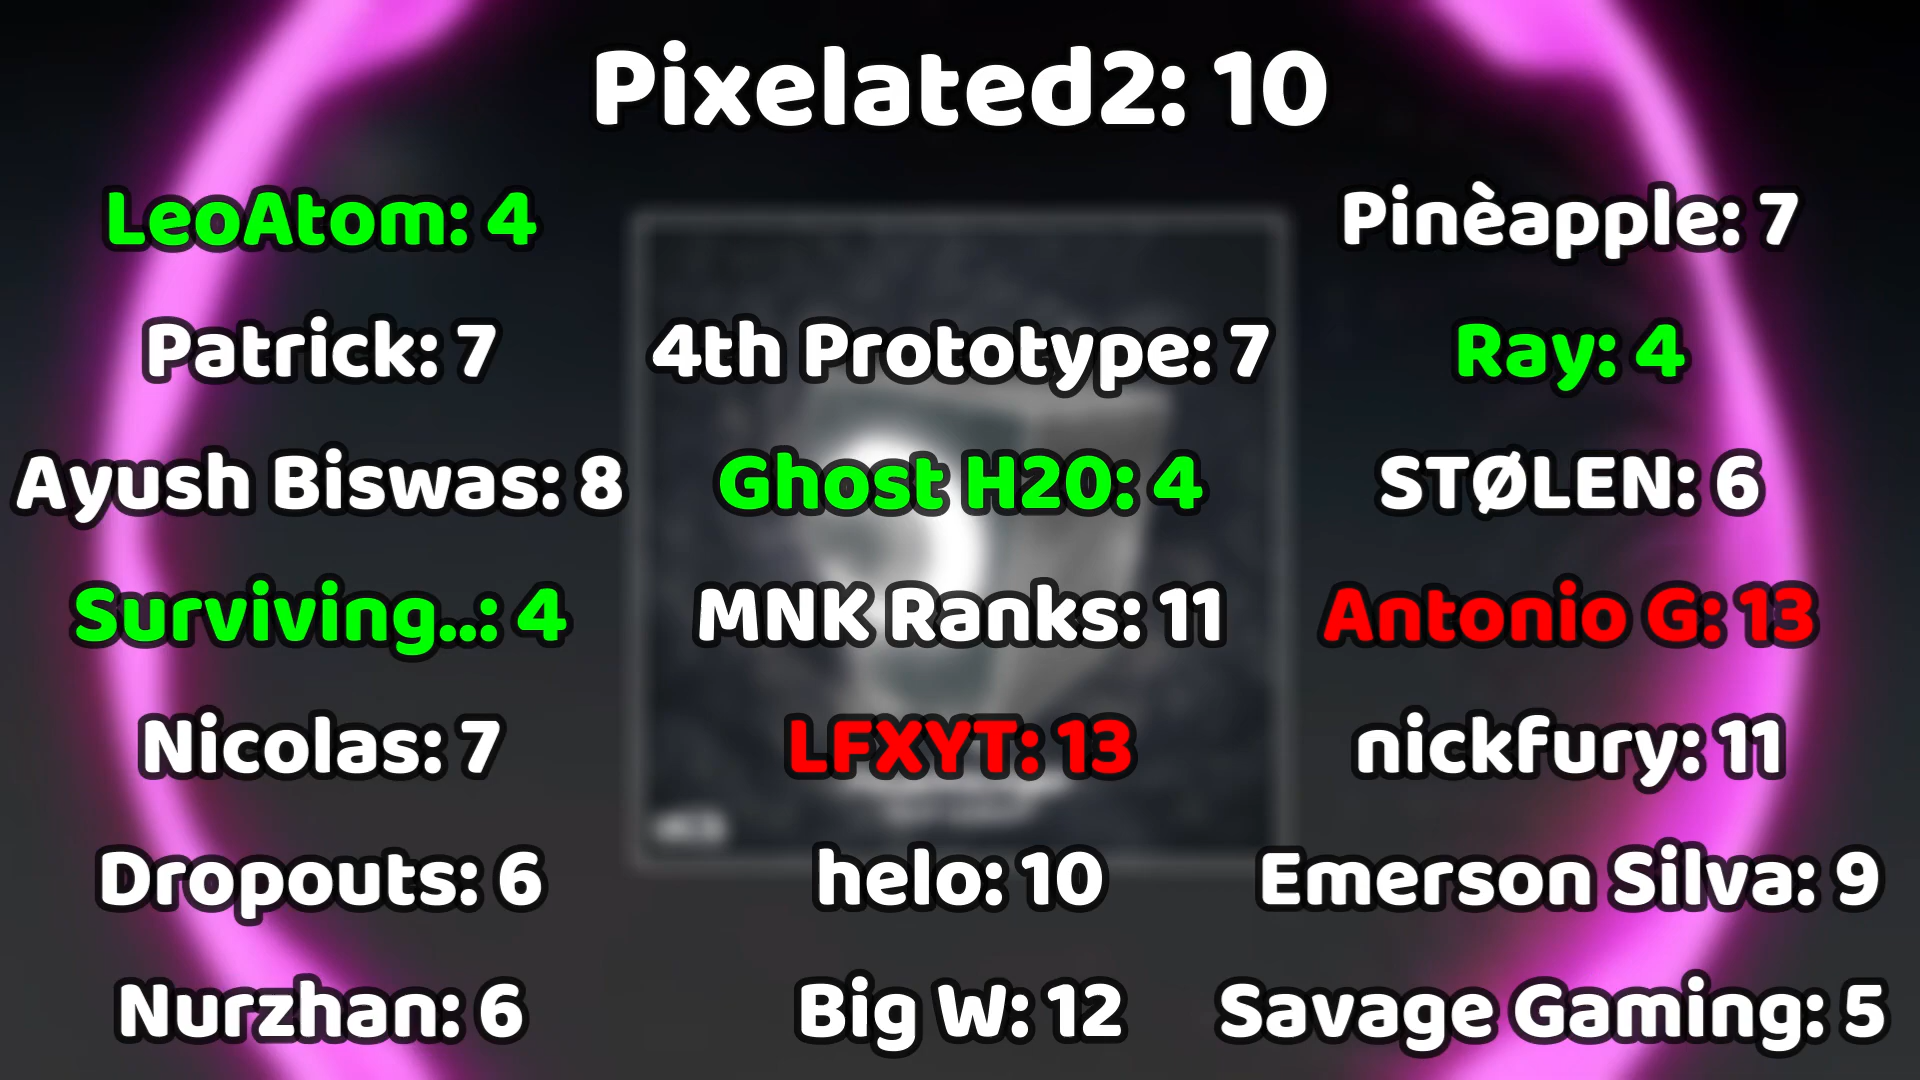 Pixelated2: 10
LeoAtom: 4
Pinèapple: 7
Patrick: 7
4th Prototype: 7
Ray: 4
Ayush Biswas: 8
Ghost H20: 4
STØLEN: 6
Surviving..: 4
MNK Ranks: 11
Antonio G: 13
Nicolas: 7
LFXYT: 13
nickfury: 11
Dropouts: 6
helo: 10
Emerson Silva: 9
Nurzhan: 6
Big W: 12
Savage Gaming: 5